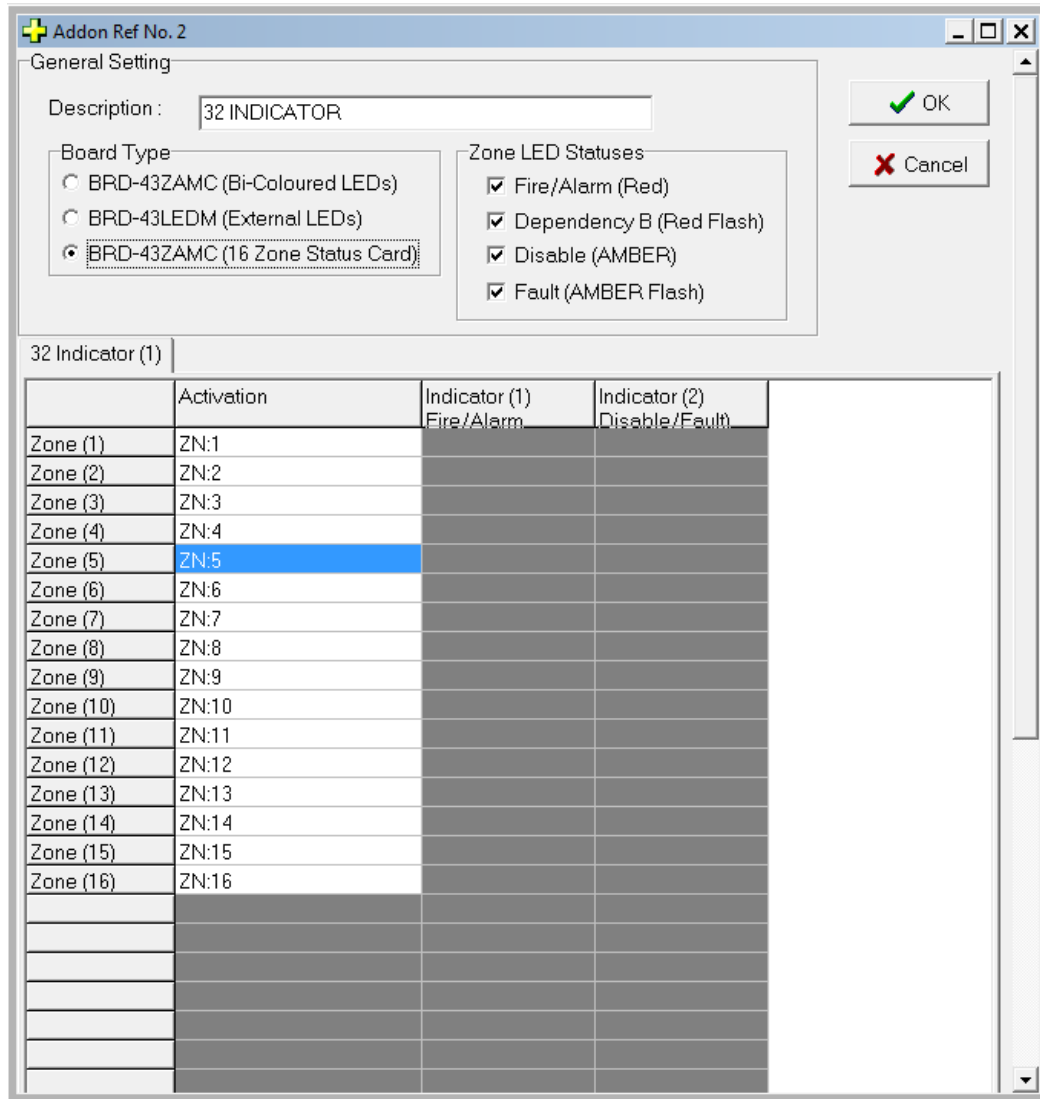 Addon Ref No. 2
General Setting
Description :
32 INDICATOR
OK
Cancel
Board Type
BRD-43ZAMC (Bi-Coloured LEDs)
BRD-43LEDM (External LEDs)
BRD-43ZAMC (16 Zone Status Card)
Zone LED Statuses
Fire/Alarm (Red)
Dependency B (Red Flash)
Disable (AMBER)
Fault (AMBER Flash)
32 Indicator (1)
Activation Indicator (1) Indicator (2)
Fire/Alarm Disable/Fault)
Zone (1) ZN:1
Zone (2) ZN:2
Zone (3) ZN:3
Zone (4) ZN:4
Zone (5) ZN:5
Zone (6) ZN:6
Zone (7) ZN:7
Zone (8) ZN:8
Zone (9) ZN:9
Zone (10) ZN:10
Zone (11) ZN:11
Zone (12) ZN:12
Zone (13) ZN:13
Zone (14) ZN:14
Zone (15) ZN:15
Zone (16) ZN:16